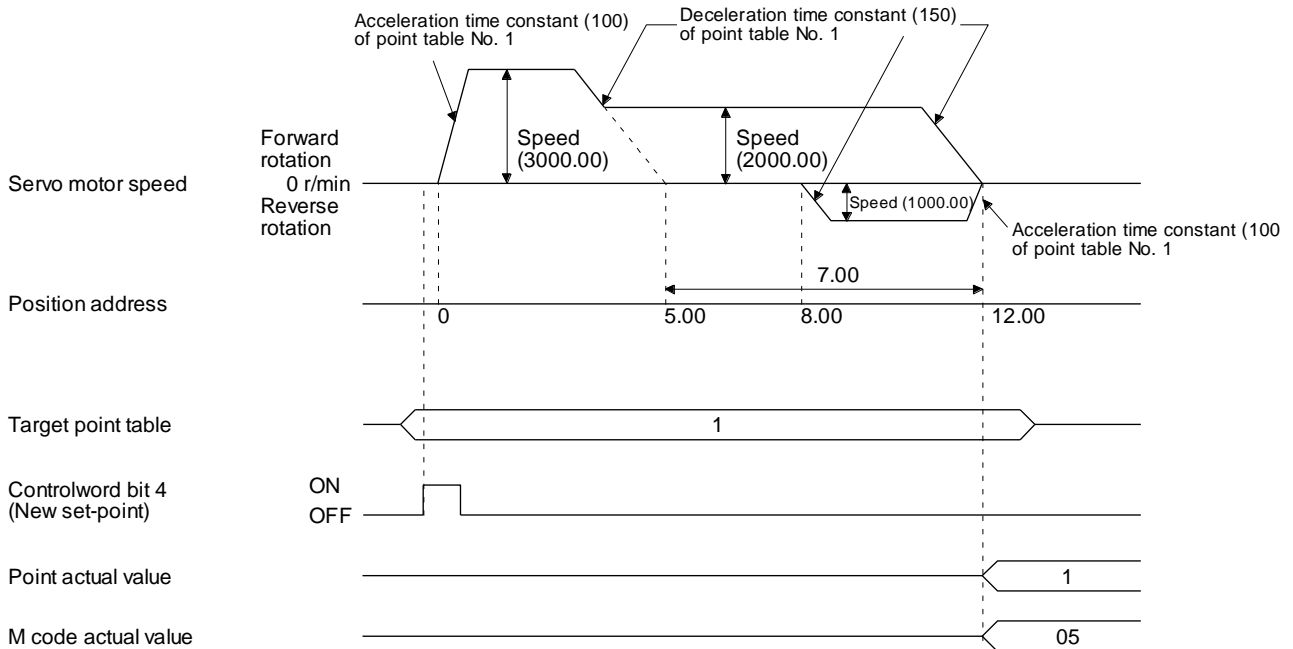 Acceleration time constant (100)
of point table No. 1
Deceleration time constant (150)
of point table No. 1
Forward
rotation
Speed
(3000.00)
Speed
(2000.00)
Servo motor speed
0 r/min
Reverse
rotation
Speed (1000.00)
Acceleration time constant (100
of point table No. 1
7.00
Position address
0
5.00
8.00
12.00
Target point table
1
Controlword bit 4
(New set-point)
ON
OFF
Point actual value
1
M code actual value
05